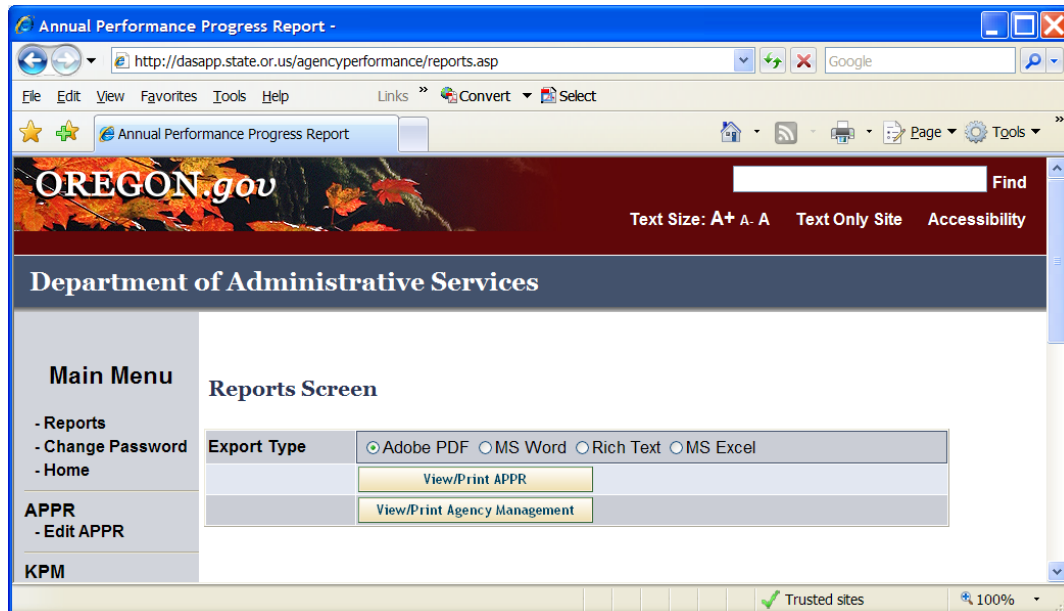 Annual Performance Progress Report -
http://dasapp.state.or.us/agencyperformance/reports.asp
Google
File Edit View Favorites Tools Help Links » Convert Select
Annual Performance Progress Report
Page Tools »
OREGON.gov
Find
Text Size: A+ A- A Text Only Site Accessibility
Department of Administrative Services
Main Menu
- Reports
- Change Password
- Home
APPR
- Edit APPR
KPM
Reports Screen
Export Type Adobe PDF MS Word Rich Text MS Excel
View/Print APPR
View/Print Agency Management
Trusted sites 100%